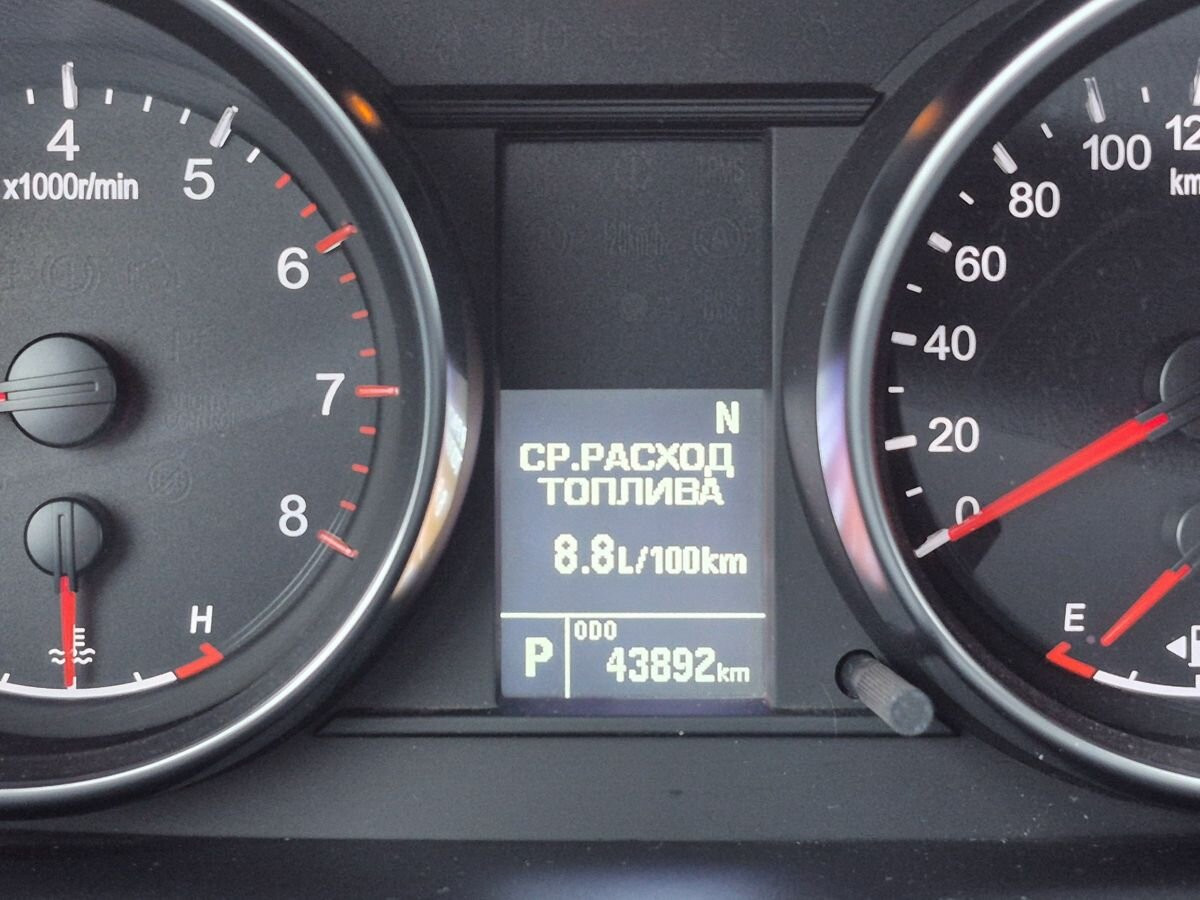 4
x1000r/min
5
6
7
8
H
N
СР.РАСХОД
ТОПЛИВА
8.8L/100km
P
ODO
43892km
100
80
60
40
20
0
E